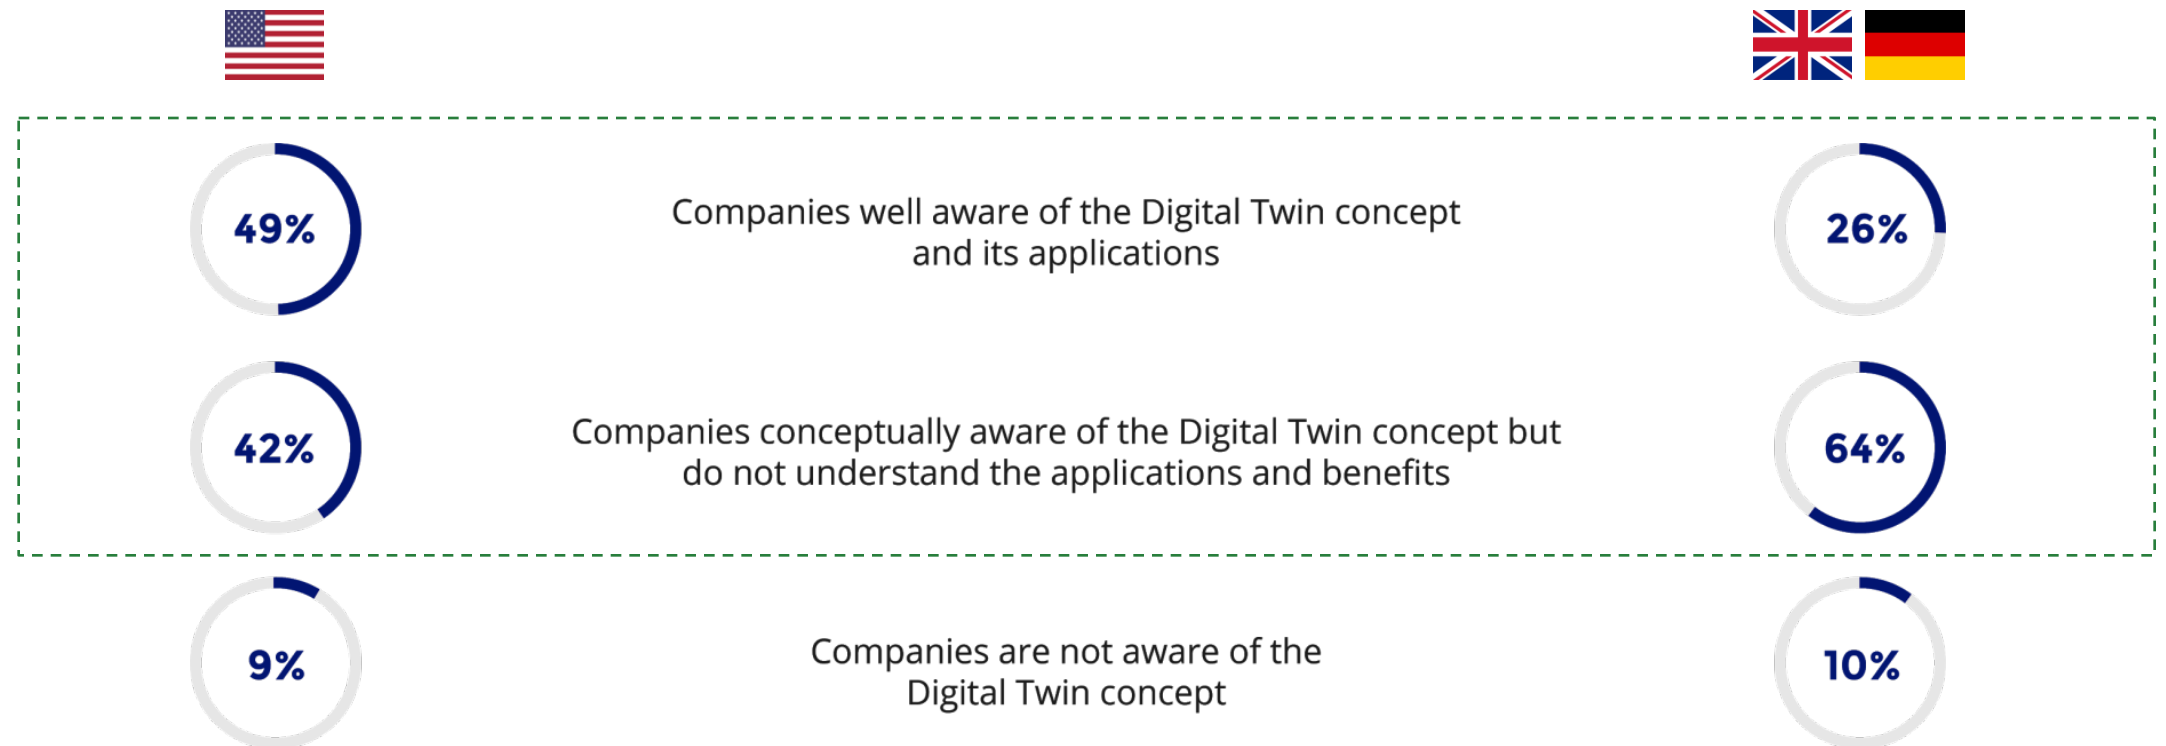 49%
Companies well aware of the Digital Twin concept
and its applications
26%
42%
Companies conceptually aware of the Digital Twin concept but
do not understand the applications and benefits
64%
9%
Companies are not aware of the
Digital Twin concept
10%